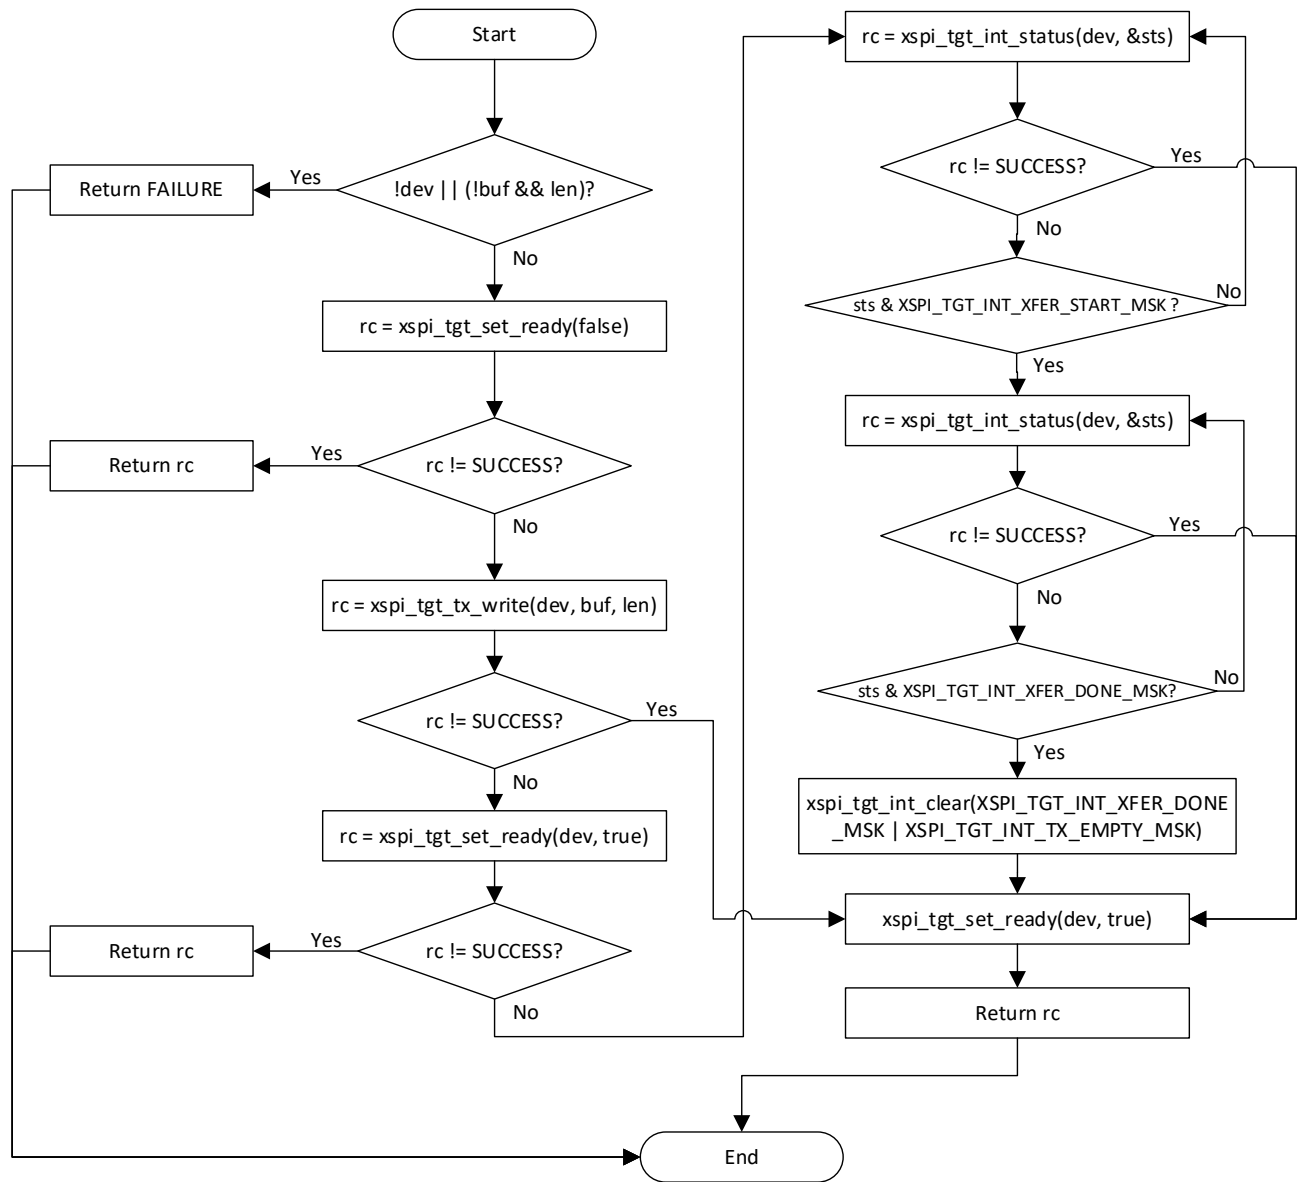 Start
!dev || (!buf && len)?
Yes
Return FAILURE
No
rc = xspi_tgt_set_ready(false)
rc != SUCCESS?
Yes
Return rc
No
rc = xspi_tgt_tx_write(dev, buf, len)
rc != SUCCESS?
Yes
No
rc = xspi_tgt_set_ready(dev, true)
rc != SUCCESS?
Yes
Return rc
No
rc = xspi_tgt_int_status(dev, &sts)
rc != SUCCESS?
Yes
No
sts & XSPI_TGT_INT_XFER_START_MSK ?
No
Yes
rc = xspi_tgt_int_status(dev, &sts)
rc != SUCCESS?
Yes
No
sts & XSPI_TGT_INT_XFER_DONE_MSK?
No
Yes
xspi_tgt_int_clear(XSPI_TGT_INT_XFER_DONE
_MSK | XSPI_TGT_INT_TX_EMPTY_MSK)
xspi_tgt_set_ready(dev, true)
Return rc
End